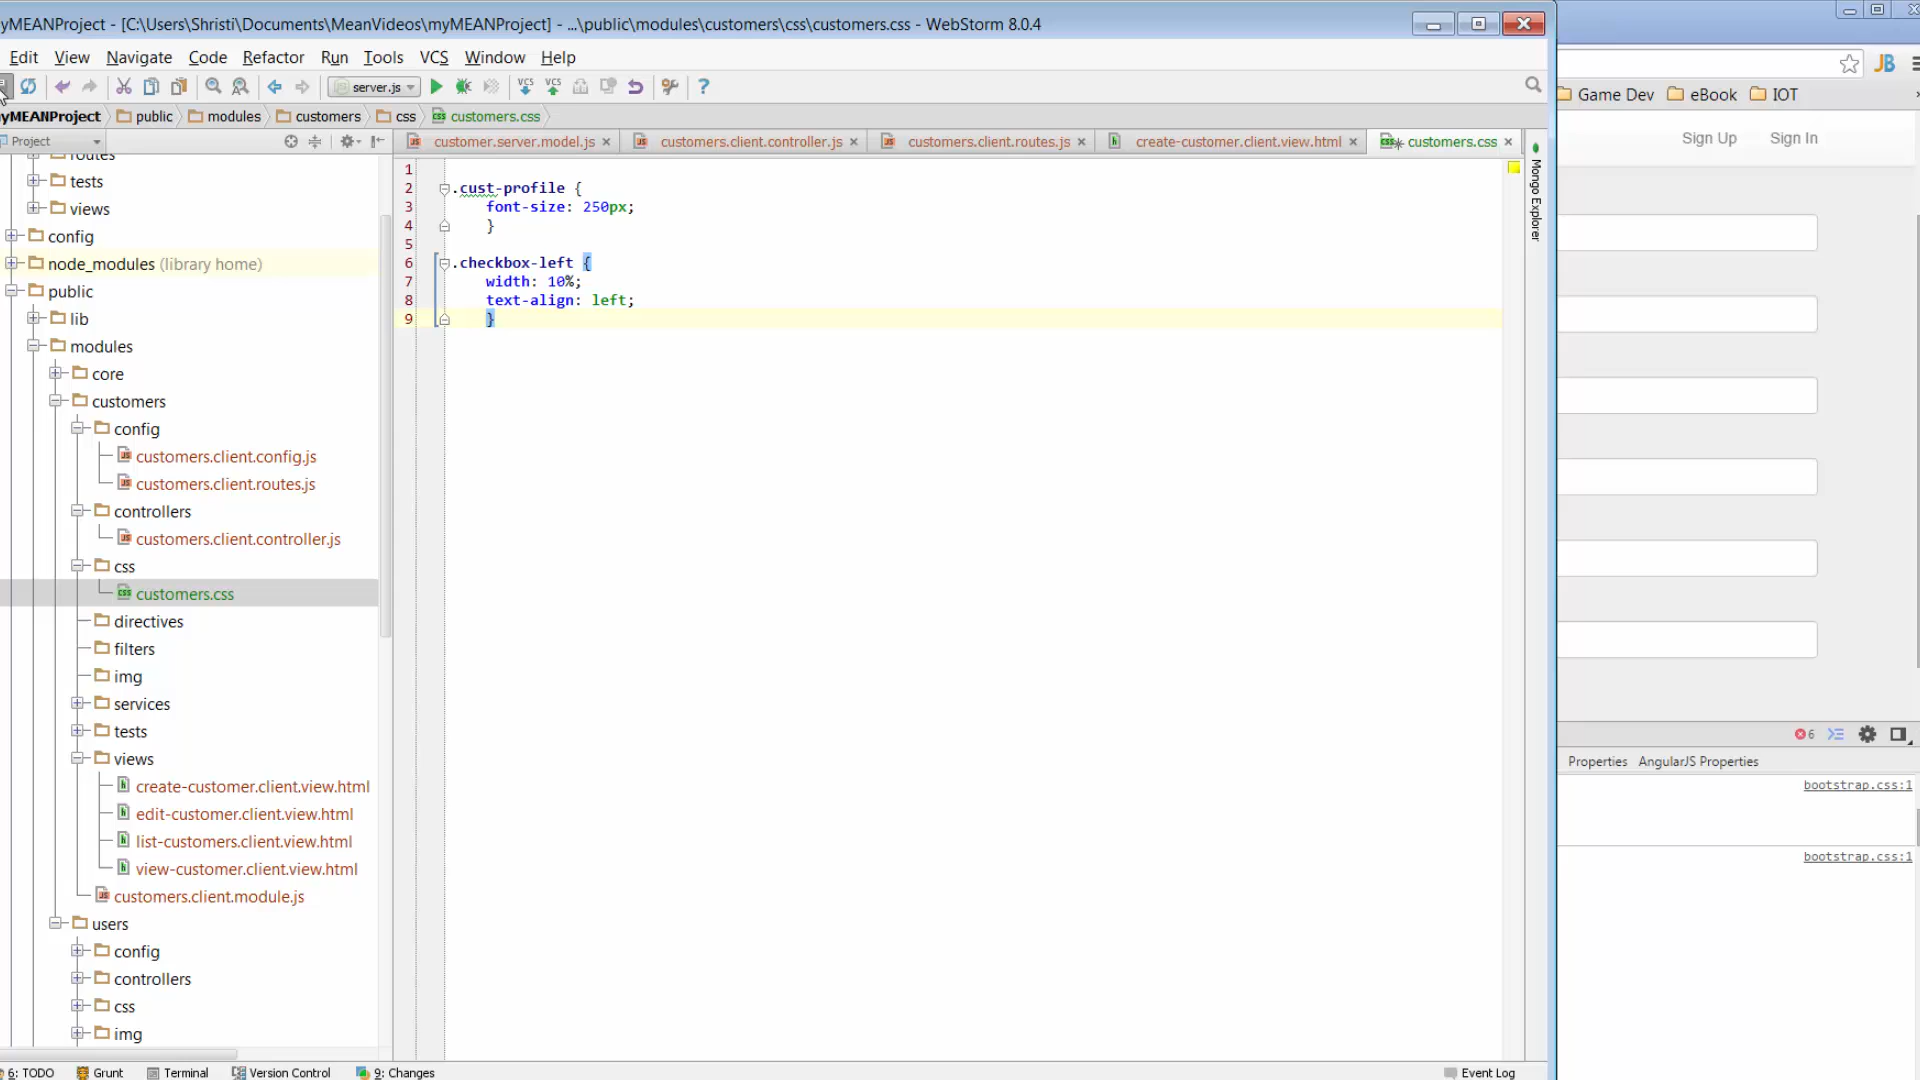 yMEANProject - [C:\Users\Shristi\Documents\MeanVideos\myMEANProject] - ...\public\modules\customers\css\customers.css - WebStorm 8.0.4
Edit View Navigate Code Refactor Run Tools VCS Window Help
server.js
VCS VCS
?
JB
Game Dev eBook IOT
yMEANProject public modules customers css customers.css
Project
customer.server.model.js customers.client.controller.js customers.client.routes.js create-customer.client.view.html customers.css
Sign Up Sign In
Mongo Explorer
routes
tests
views
config
node_modules (library home)
public
lib
modules
core
customers
config
customers.client.config.js
customers.client.routes.js
controllers
customers.client.controller.js
css
customers.css
directives
filters
img
services
tests
views
create-customer.client.view.html
edit-customer.client.view.html
list-customers.client.view.html
view-customer.client.view.html
customers.client.module.js
users
config
controllers
css
img
1
2 .cust-profile {
3 font-size: 250px;
4 }
5
6 .checkbox-left {
7 width: 10%;
8 text-align: left;
9 }
6
Properties AngularJS Properties
bootstrap.css:1
bootstrap.css:1
6: TODO Grunt Terminal Version Control 9: Changes Event Log